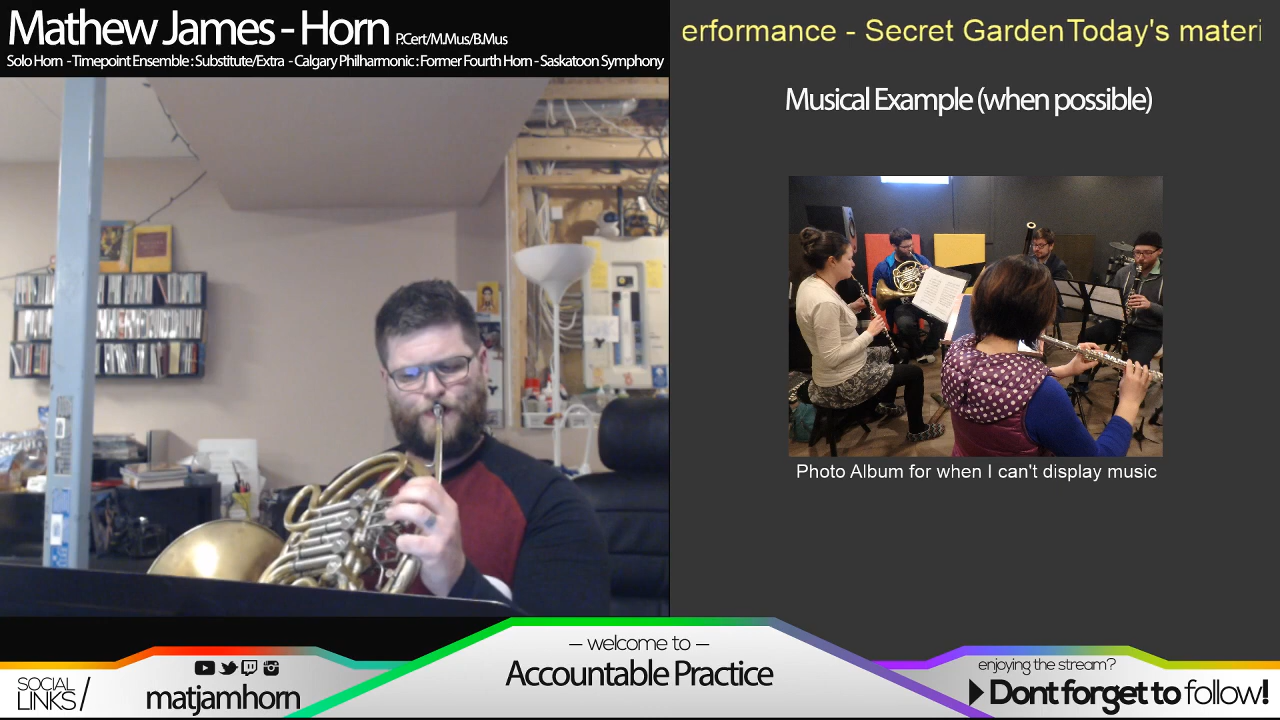 Mathew James - Horn P.Cert/M.Mus/B.Mus
Solo Horn - Timepoint Ensemble : Substitute/Extra - Calgary Philharmonic : Former Fourth Horn - Saskatoon Symphony
erformance - Secret Garden Today's materi
Musical Example (when possible)
Photo Album for when I can't display music
— welcome to —
Accountable Practice
SOCIAL
LINKS /
matjamhorn
enjoying the stream?
Dont forget to follow!